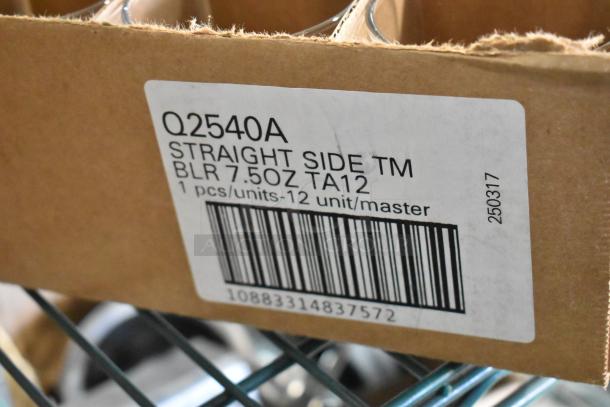 Q2540A
STRAIGHT SIDE TM
BLR 7.5OZ TA12
1 pcs/units-12 unit/master
250317
10883314837572